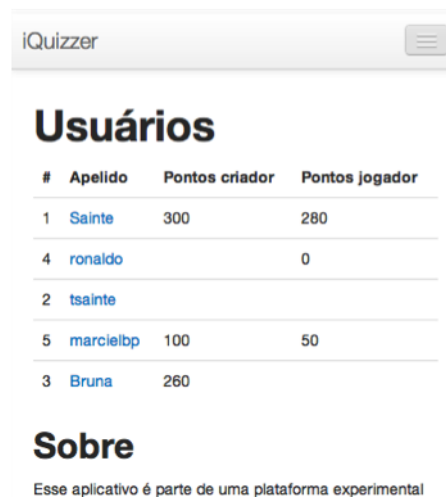 iQuizzer
Usuários
# Apelido Pontos criador Pontos jogador
1 Sainte 300 280
4 ronaldo 0
2 tsainte
5 marcielbp 100 50
3 Bruna 260
Sobre
Esse aplicativo é parte de uma plataforma experimental